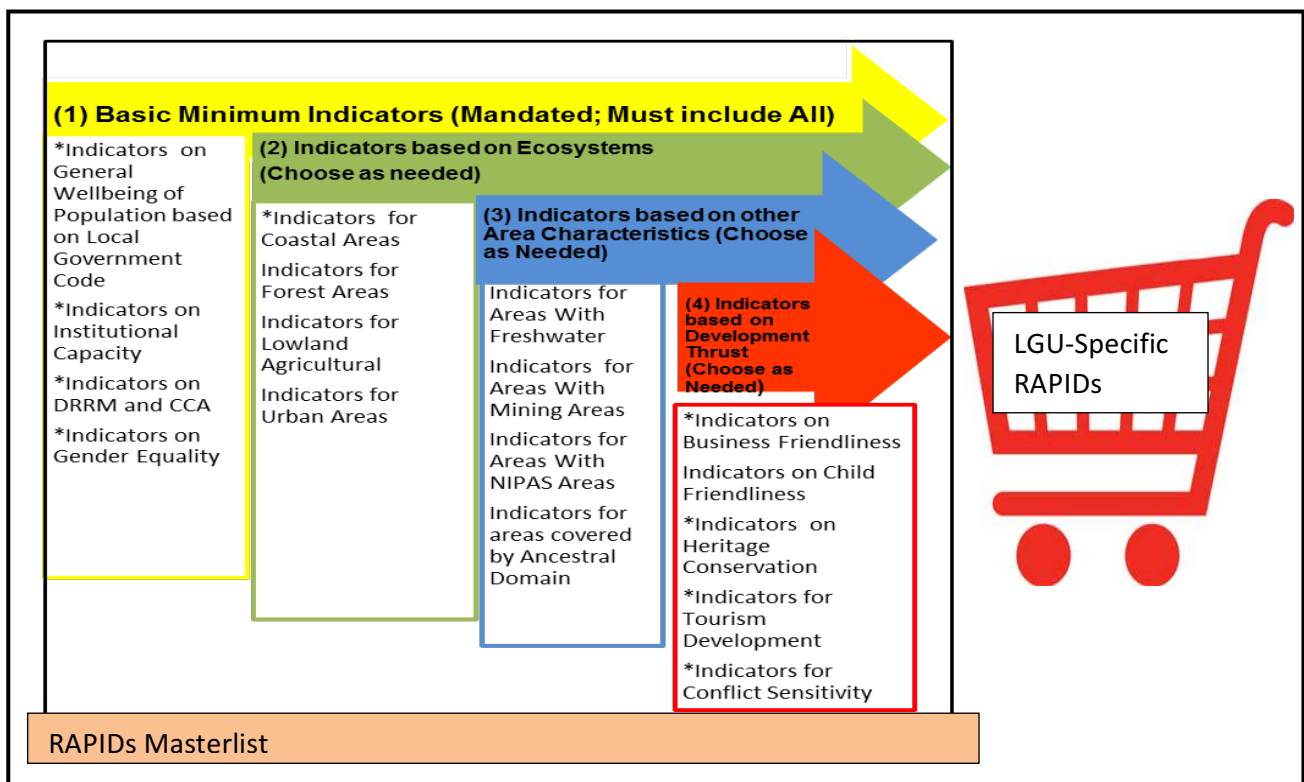 (1) Basic Minimum Indicators (Mandated; Must include All)
*Indicators on
General
Wellbeing of
Population based
on Local
Government
Code
*Indicators on
Institutional
Capacity
*Indicators on
DRRM and CCA
*Indicators on
Gender Equality
(2) Indicators based on Ecosystems
(Choose as needed)
*Indicators for
Coastal Areas
Indicators for
Forest Areas
Indicators for
Lowland
Agricultural
Indicators for
Urban Areas
(3) Indicators based on other
Area Characteristics (Choose
as Needed)
Indicators for
Areas With
Freshwater
Indicators for
Areas With
Mining Areas
Indicators for
Areas With
NIPAS Areas
Indicators for
areas covered
by Ancestral
Domain
(4) Indicators
based on
Development
Thrust
(Choose as
Needed)
*Indicators on
Business Friendliness
Indicators on Child
Friendliness
*Indicators on
Heritage
Conservation
*Indicators for
Tourism
Development
*Indicators for
Conflict Sensitivity
LGU-Specific
RAPIDs
RAPIDs Masterlist